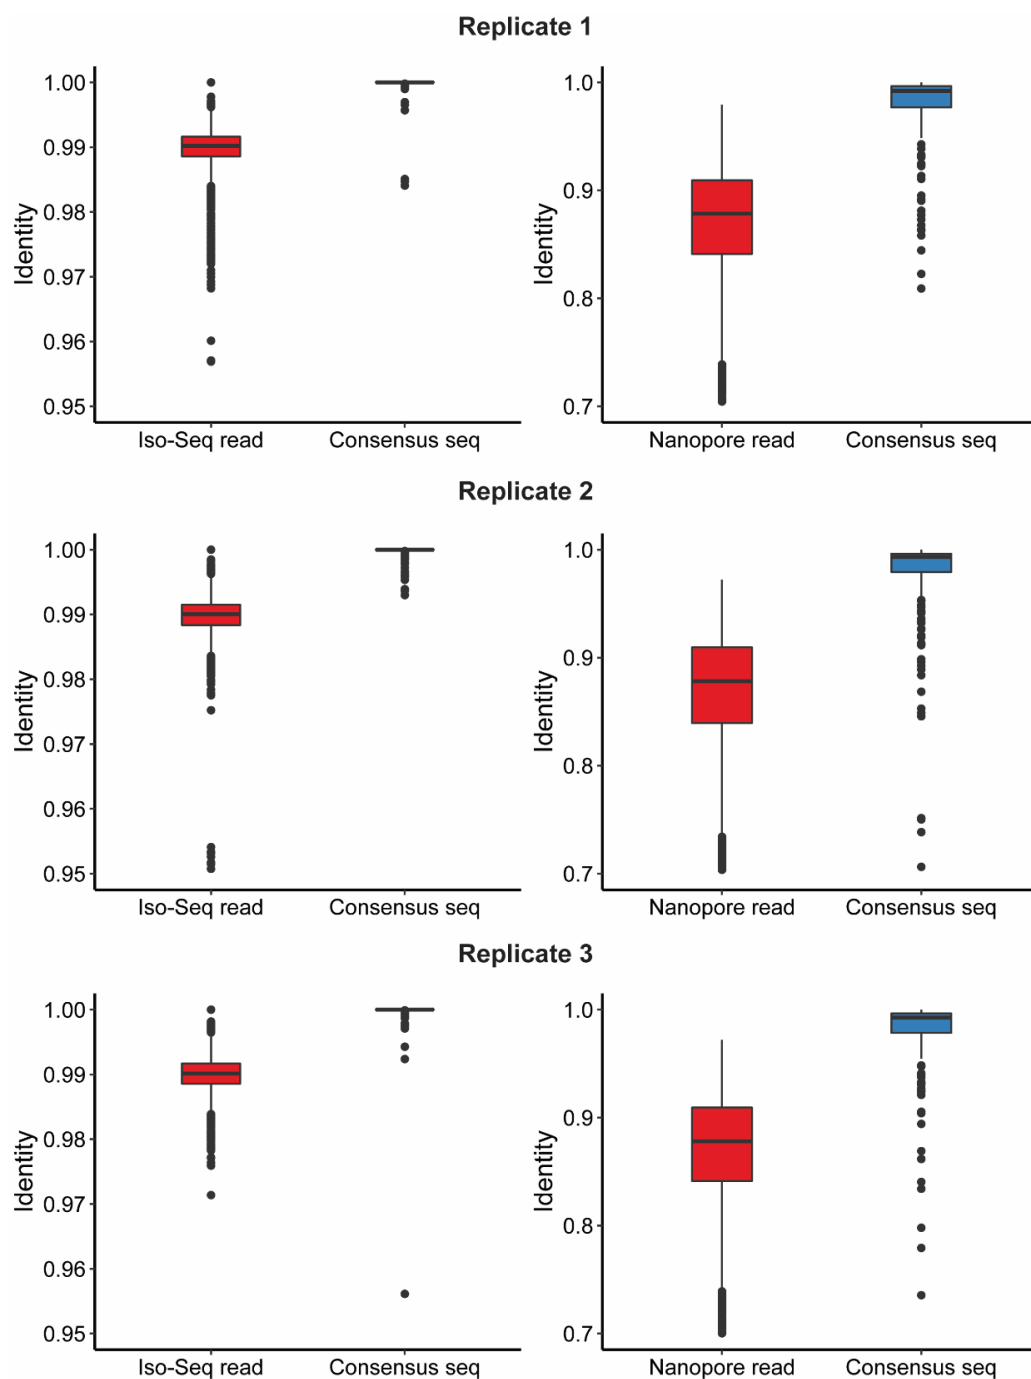 Replicate 1
Identity
1.00
0.99
0.98
0.97
0.96
0.95
Iso-Seq read Consensus seq
Identity
1.0
0.9
0.8
0.7
Nanopore read Consensus seq
Replicate 2
Identity
1.00
0.99
0.98
0.97
0.96
0.95
Iso-Seq read Consensus seq
Identity
1.0
0.9
0.8
0.7
Nanopore read Consensus seq
Replicate 3
Identity
1.00
0.99
0.98
0.97
0.96
0.95
Iso-Seq read Consensus seq
Identity
1.0
0.9
0.8
0.7
Nanopore read Consensus seq